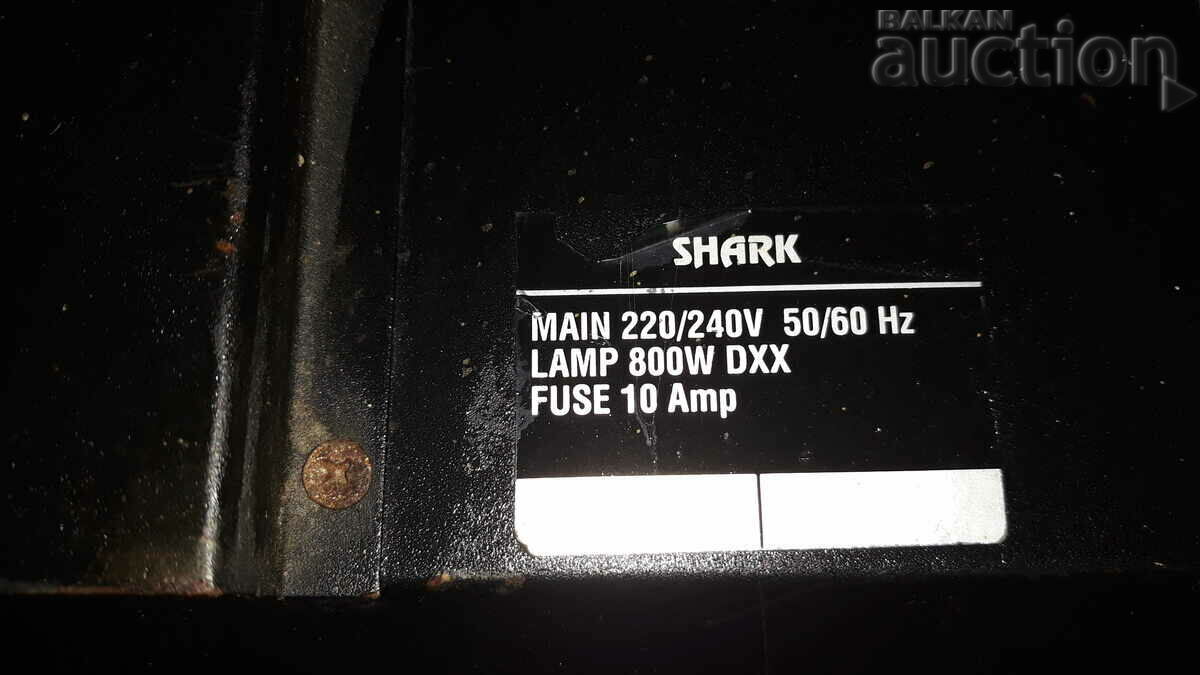 BALKAN
auction
SHARK
MAIN 220/240V 50/60 Hz
LAMP 800W DXX
FUSE 10 Amp